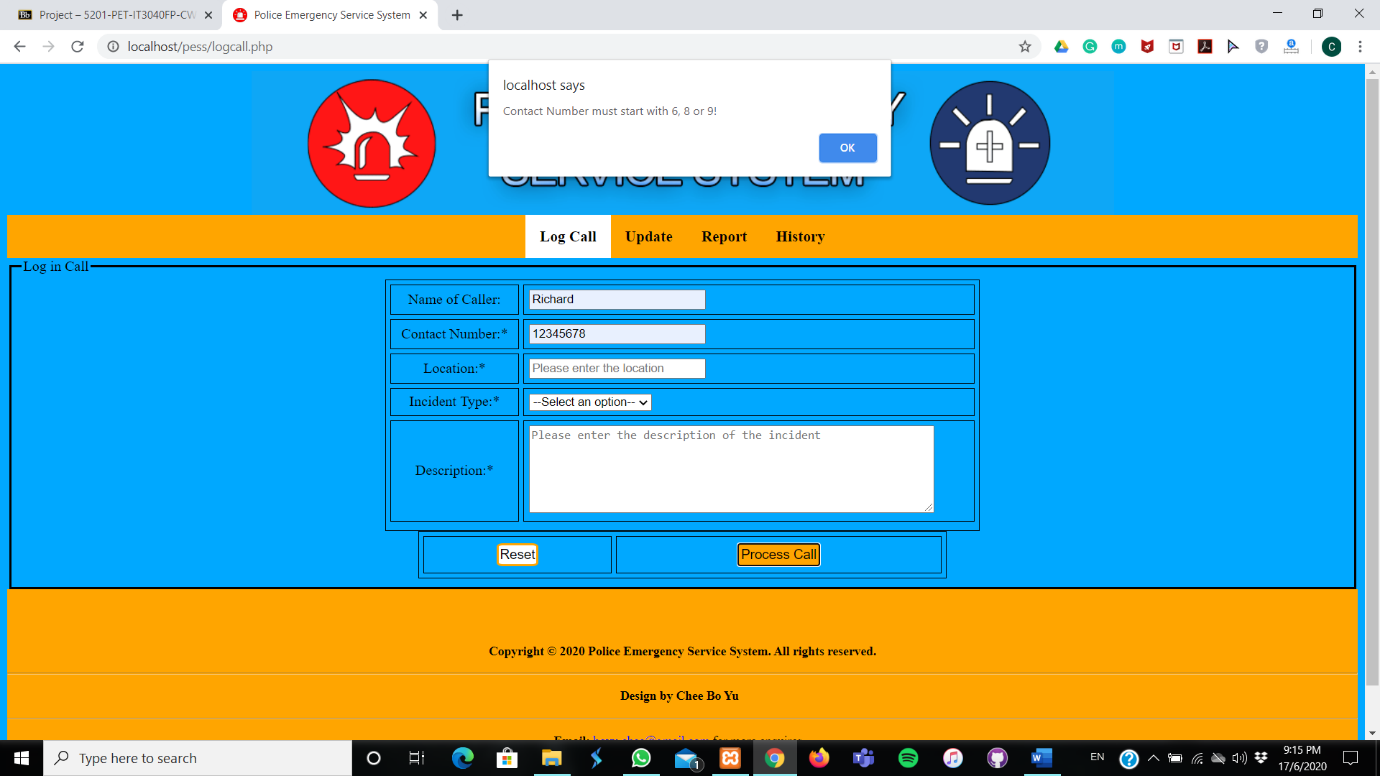 Project – 5201-PET-IT3040FP-CW
Police Emergency Service System
localhost/pess/logcall.php
C
localhost says
Contact Number must start with 6, 8 or 9!
OK
SERVICE SYSTEM
Log Call Update Report History
Log in Call
Name of Caller: Richard
Contact Number:* 12345678
Location:* Please enter the location
Incident Type:* --Select an option--
Description:* Please enter the description of the incident
Reset Process Call
Copyright © 2020 Police Emergency Service System. All rights reserved.
Design by Chee Bo Yu
Type here to search
1
EN
9:15 PM
17/6/2020